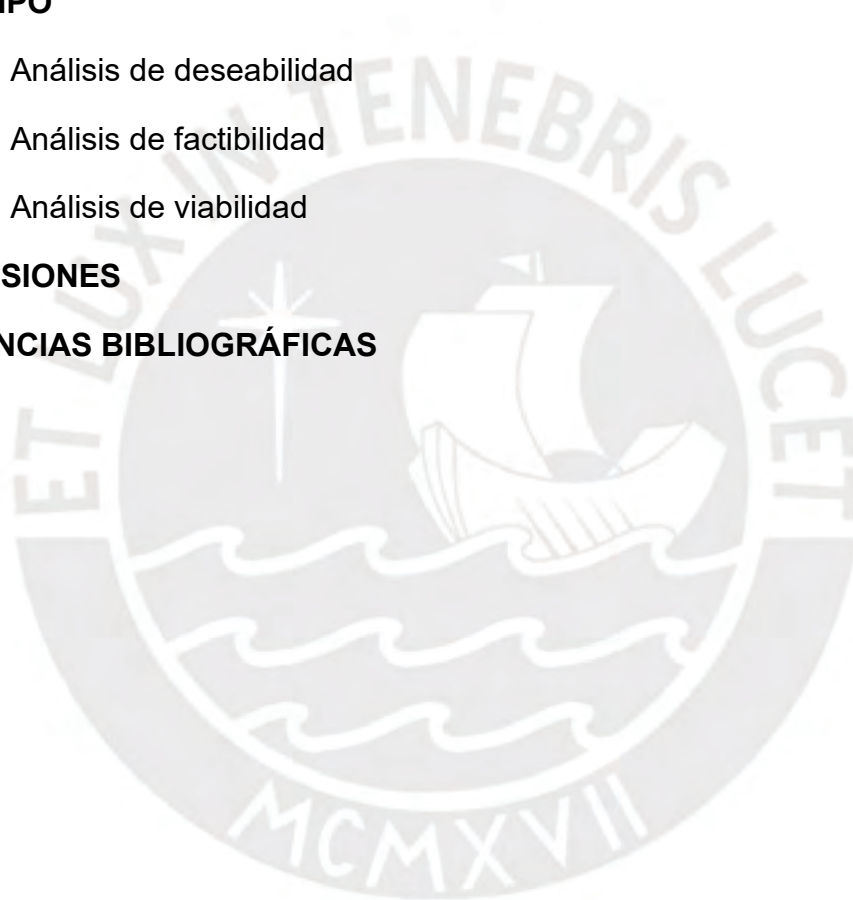 IPO
Análisis de deseabilidad
Análisis de factibilidad
Análisis de viabilidad
SIONES
NCIAS BIBLIOGRÁFICAS
ET LUX IN TENEBRIS LUCET
MCMXVII